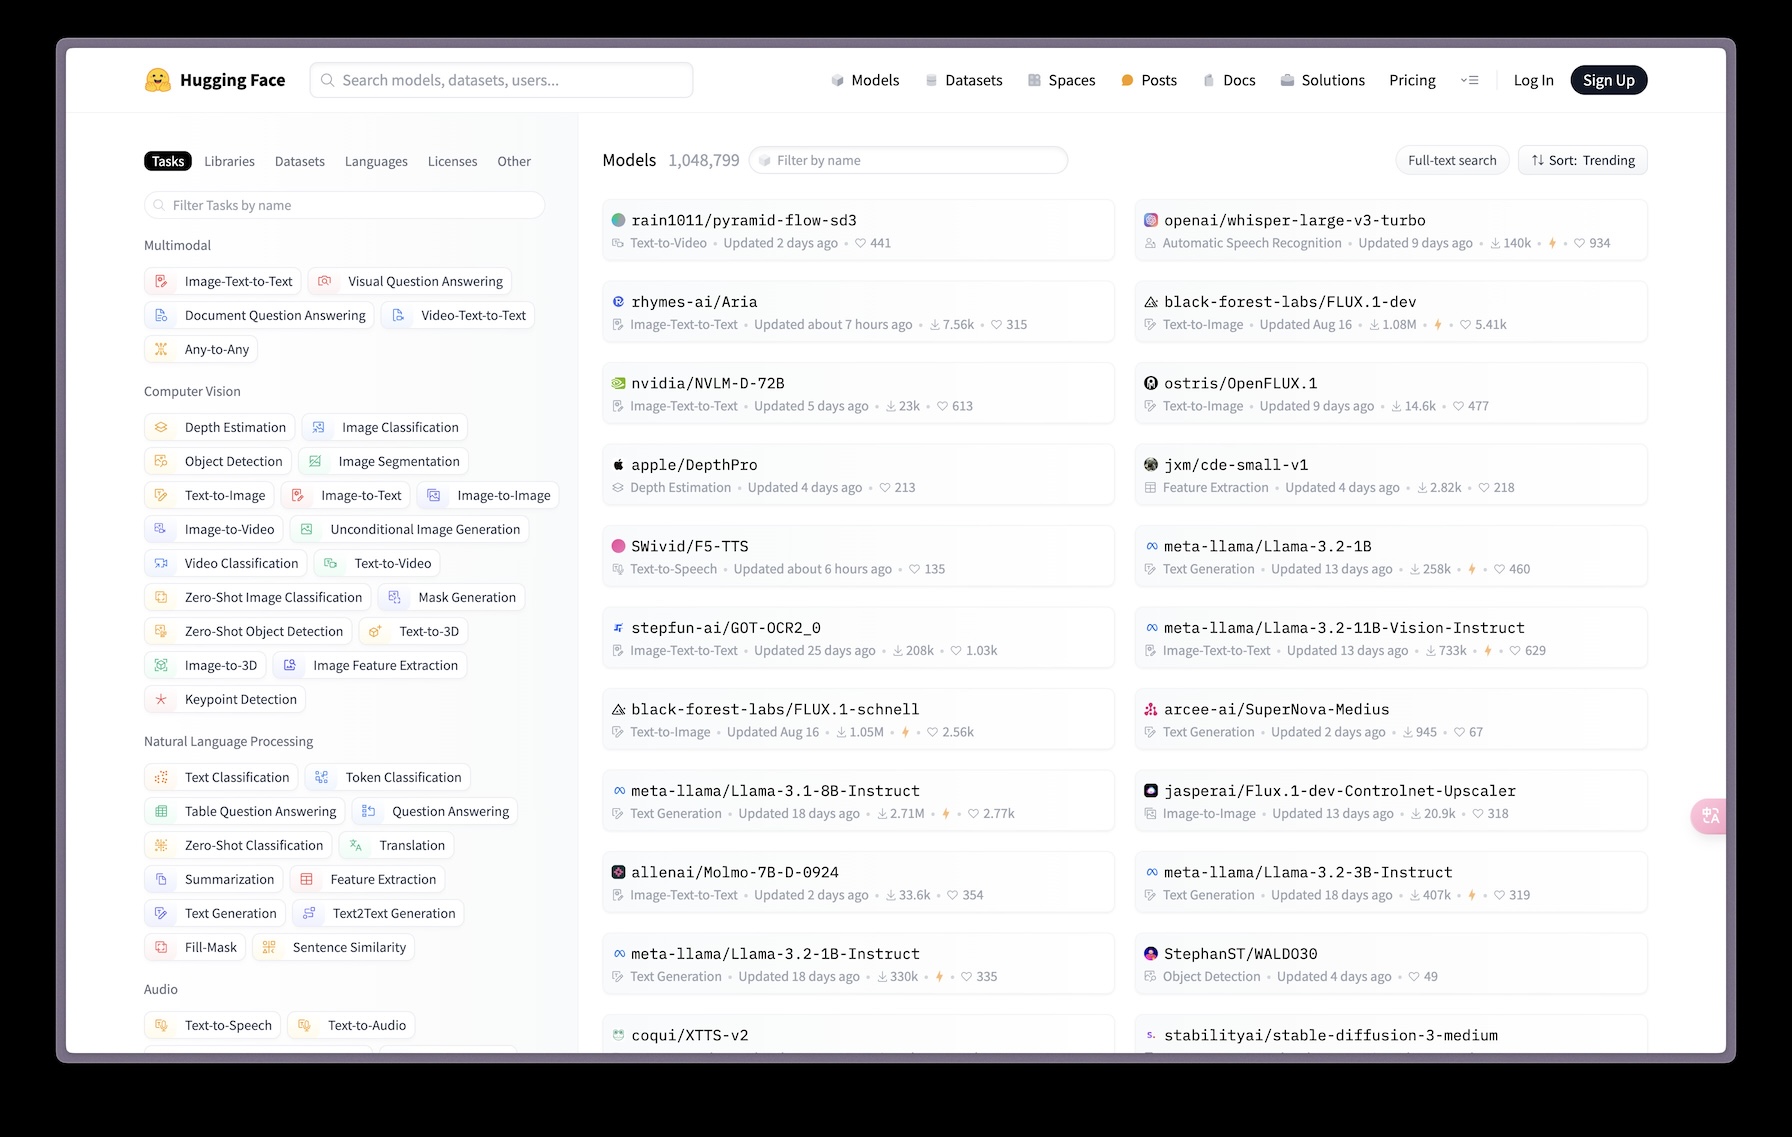 Hugging Face
Search models, datasets, users...
Models Datasets Spaces Posts Docs Solutions Pricing Log In Sign Up
Tasks Libraries Datasets Languages Licenses Other
Filter Tasks by name
Multimodal
Image-Text-to-Text Visual Question Answering
Document Question Answering Video-Text-to-Text
Any-to-Any
Computer Vision
Depth Estimation Image Classification
Object Detection Image Segmentation
Text-to-Image Image-to-Text Image-to-Image
Image-to-Video Unconditional Image Generation
Video Classification Text-to-Video
Zero-Shot Image Classification Mask Generation
Zero-Shot Object Detection Text-to-3D
Image-to-3D Image Feature Extraction
Keypoint Detection
Natural Language Processing
Text Classification Token Classification
Table Question Answering Question Answering
Zero-Shot Classification Translation
Summarization Feature Extraction
Text Generation Text2Text Generation
Fill-Mask Sentence Similarity
Audio
Text-to-Speech Text-to-Audio
Models 1,048,799 Filter by name Full-text search Sort: Trending
rain1011/pyramid-flow-sd3
Text-to-Video • Updated 2 days ago • 441
openai/whisper-large-v3-turbo
Automatic Speech Recognition • Updated 9 days ago • 140k • 934
rhymes-ai/Aria
Image-Text-to-Text • Updated about 7 hours ago • 7.56k • 315
black-forest-labs/FLUX.1-dev
Text-to-Image • Updated Aug 16 • 1.08M • 5.41k
nvidia/NVLM-D-72B
Image-Text-to-Text • Updated 5 days ago • 23k • 613
ostris/OpenFLUX.1
Text-to-Image • Updated 9 days ago • 14.6k • 477
apple/DepthPro
Depth Estimation • Updated 4 days ago • 213
jxm/cde-small-v1
Feature Extraction • Updated 4 days ago • 2.82k • 218
SWivid/F5-TTS
Text-to-Speech • Updated about 6 hours ago • 135
meta-llama/Llama-3.2-1B
Text Generation • Updated 13 days ago • 258k • 460
stepfun-ai/GOT-OCR2_0
Image-Text-to-Text • Updated 25 days ago • 208k • 1.03k
meta-llama/Llama-3.2-11B-Vision-Instruct
Image-Text-to-Text • Updated 13 days ago • 733k • 629
black-forest-labs/FLUX.1-schnell
Text-to-Image • Updated Aug 16 • 1.05M • 2.56k
arcee-ai/SuperNova-Medius
Text Generation • Updated 2 days ago • 945 • 67
meta-llama/Llama-3.1-8B-Instruct
Text Generation • Updated 18 days ago • 2.71M • 2.77k
jasperai/Flux.1-dev-Controlnet-Upscaler
Image-to-Image • Updated 13 days ago • 20.9k • 318
allenai/Molmo-7B-D-0924
Image-Text-to-Text • Updated 2 days ago • 33.6k • 354
meta-llama/Llama-3.2-3B-Instruct
Text Generation • Updated 18 days ago • 407k • 319
meta-llama/Llama-3.2-1B-Instruct
Text Generation • Updated 18 days ago • 330k • 335
StephanST/WALDO30
Object Detection • Updated 4 days ago • 49
coqui/XTTS-v2
stabilityai/stable-diffusion-3-medium